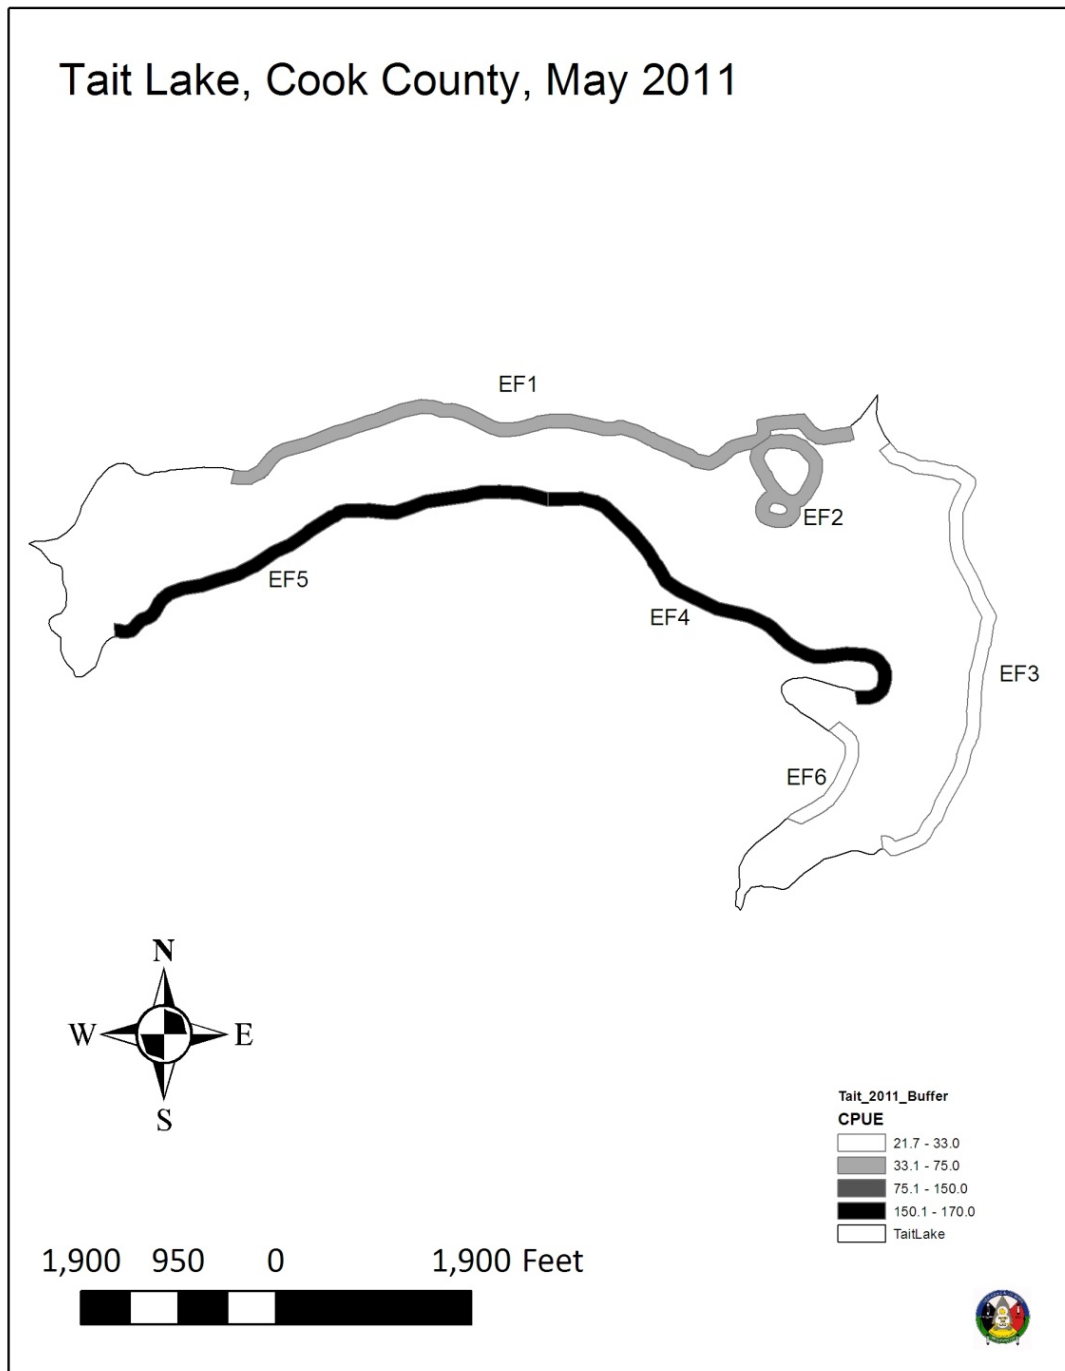 Tait Lake, Cook County, May 2011
EF1
EF2
EF5
EF4
EF3
EF6
N
W E
S
Tait_2011_Buffer
CPUE
21.7 - 33.0
33.1 - 75.0
75.1 - 150.0
150.1 - 170.0
TaitLake
1,900 950 0 1,900 Feet